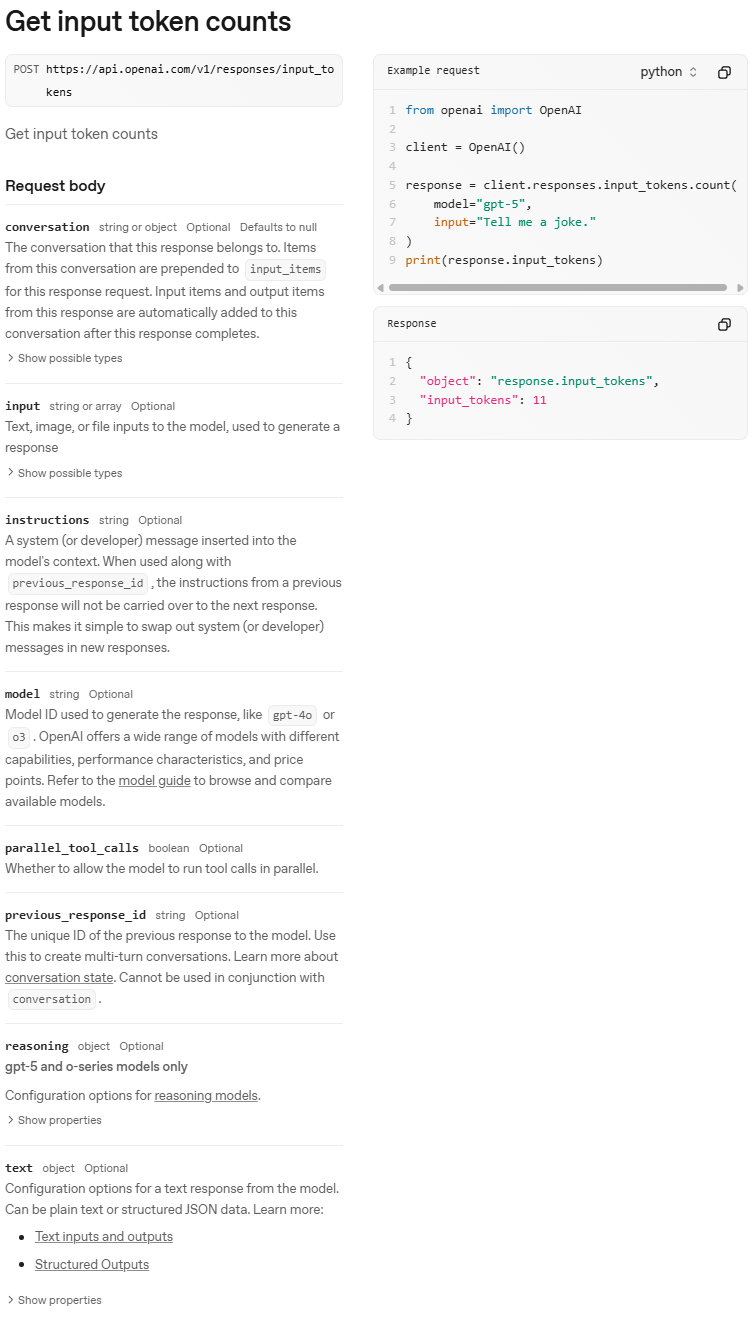 Get input token counts
POST https://api.openai.com/v1/responses/input_to
kens
Get input token counts
Request body
conversation string or object Optional Defaults to null
The conversation that this response belongs to. Items
from this conversation are prepended to input_items
for this response request. Input items and output items
from this response are automatically added to this
conversation after this response completes.
Show possible types
input string or array Optional
Text, image, or file inputs to the model, used to generate a
response
Show possible types
instructions string Optional
A system (or developer) message inserted into the
model's context. When used along with
previous_response_id , the instructions from a previous
response will not be carried over to the next response.
This makes it simple to swap out system (or developer)
messages in new responses.
model string Optional
Model ID used to generate the response, like gpt-4o or
o3 . OpenAI offers a wide range of models with different
capabilities, performance characteristics, and price
points. Refer to the model guide to browse and compare
available models.
parallel_tool_calls boolean Optional
Whether to allow the model to run tool calls in parallel.
previous_response_id string Optional
The unique ID of the previous response to the model. Use
this to create multi-turn conversations. Learn more about
conversation state. Cannot be used in conjunction with
conversation .
reasoning object Optional
gpt-5 and o-series models only
Configuration options for reasoning models.
Show properties
text object Optional
Configuration options for a text response from the model.
Can be plain text or structured JSON data. Learn more:
• Text inputs and outputs
• Structured Outputs
Show properties
Example request python
1 from openai import OpenAI
2
3 client = OpenAI()
4
5 response = client.responses.input_tokens.count(
6     model="gpt-5",
7     input="Tell me a joke."
8 )
9 print(response.input_tokens)
Response
1 {
2   "object": "response.input_tokens",
3   "input_tokens": 11
4 }